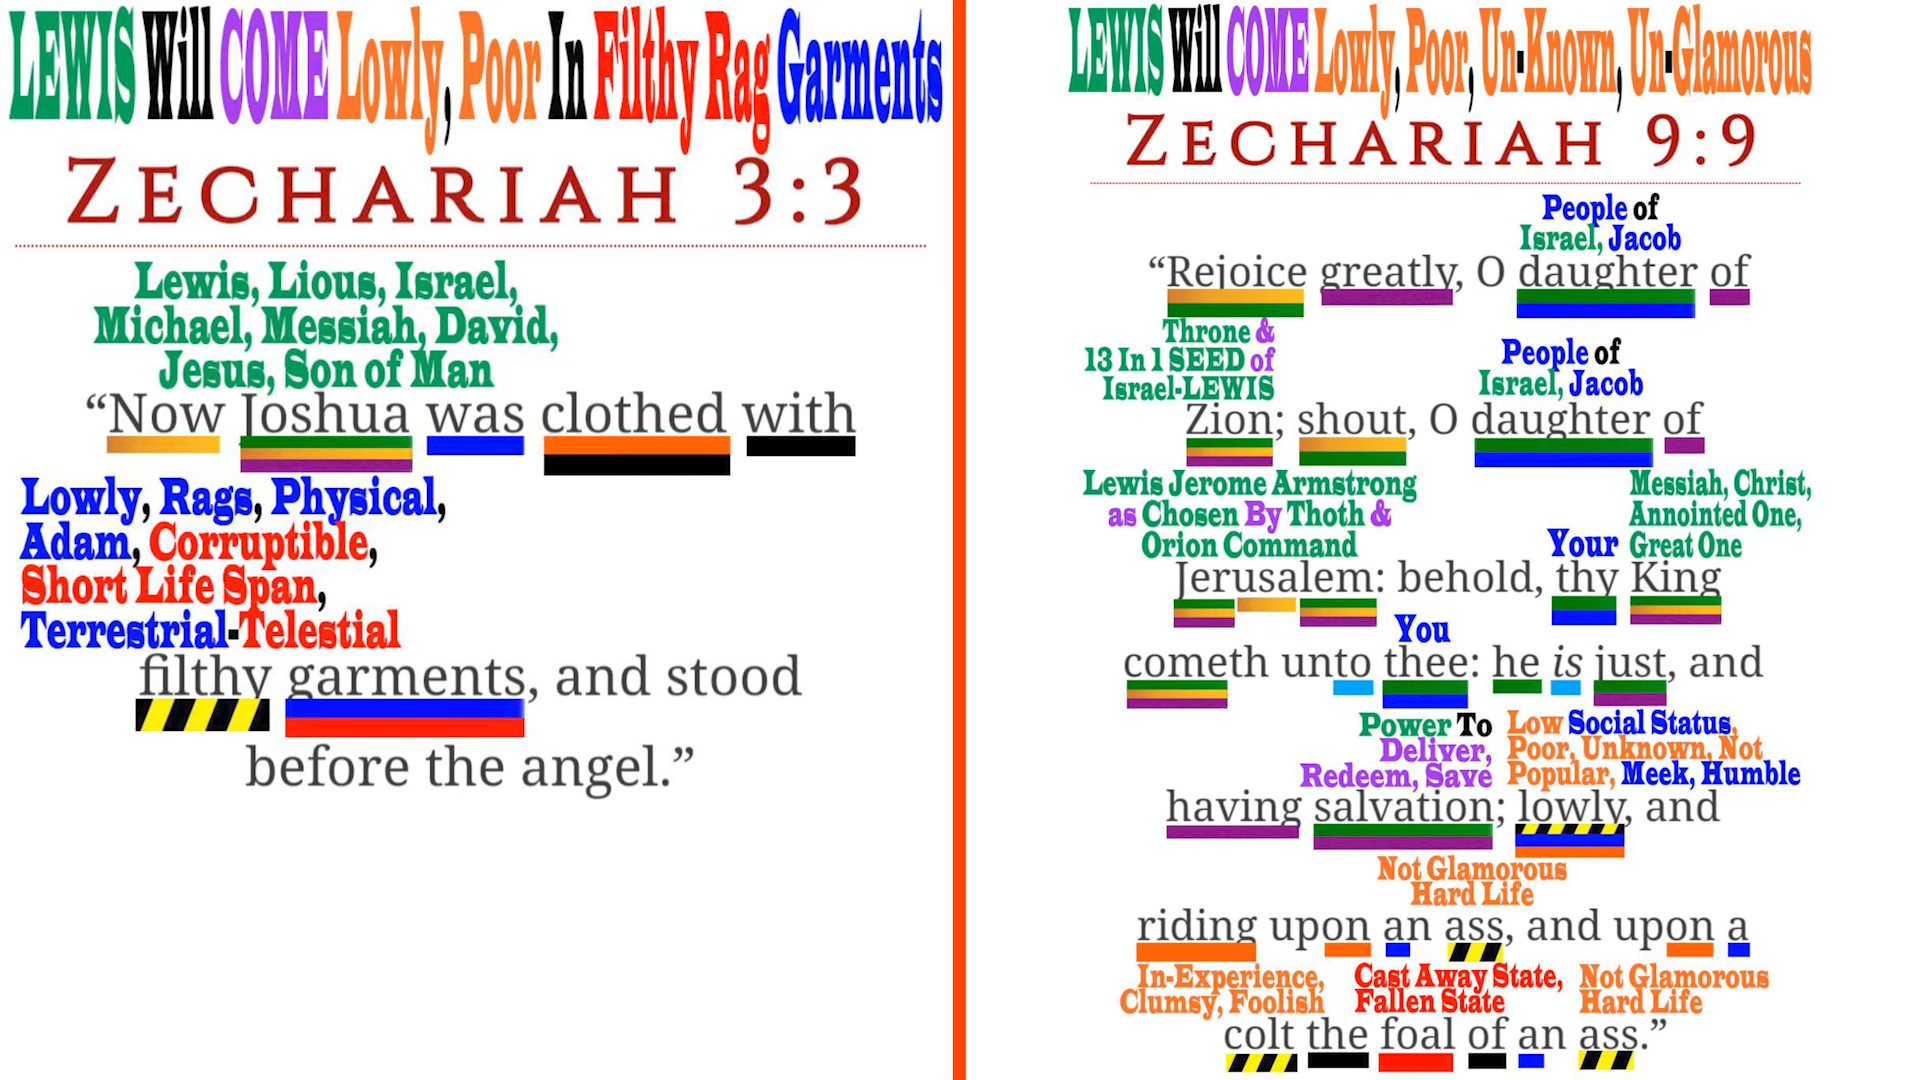 LEWIS Will COME Lowly, Poor In Filthy Rag Garments
ZECHARIAH 3:3
Lewis, Lious, Israel,
Michael, Messiah, David,
Jesus, Son of Man
“Now Joshua was clothed with
Lowly, Rags, Physical,
Adam, Corruptible,
Short Life Span,
Terrestrial-Telestial
filthy garments, and stood
before the angel.”
LEWIS Will COME Lowly, Poor, Un-Known, Un-Glamorous
ZECHARIAH 9:9
People of
Israel, Jacob
“Rejoice greatly, O daughter of
Throne &
13 In 1 SEED of
Israel-LEWIS
People of
Israel, Jacob
Zion; shout, O daughter of
Lewis Jerome Armstrong
as Chosen By Thoth &
Orion Command
Your
Messiah, Christ,
Annointed One,
Great One
Jerusalem: behold, thy King
You
cometh unto thee: he is just, and
Power To
Deliver,
Redeem, Save
Low Social Status,
Poor, Unknown, Not
Popular, Meek, Humble
having salvation; lowly, and
Not Glamorous
Hard Life
riding upon an ass, and upon a
In-Experience,
Clumsy, Foolish
Cast Away State,
Fallen State
Not Glamorous
Hard Life
colt the foal of an ass.”